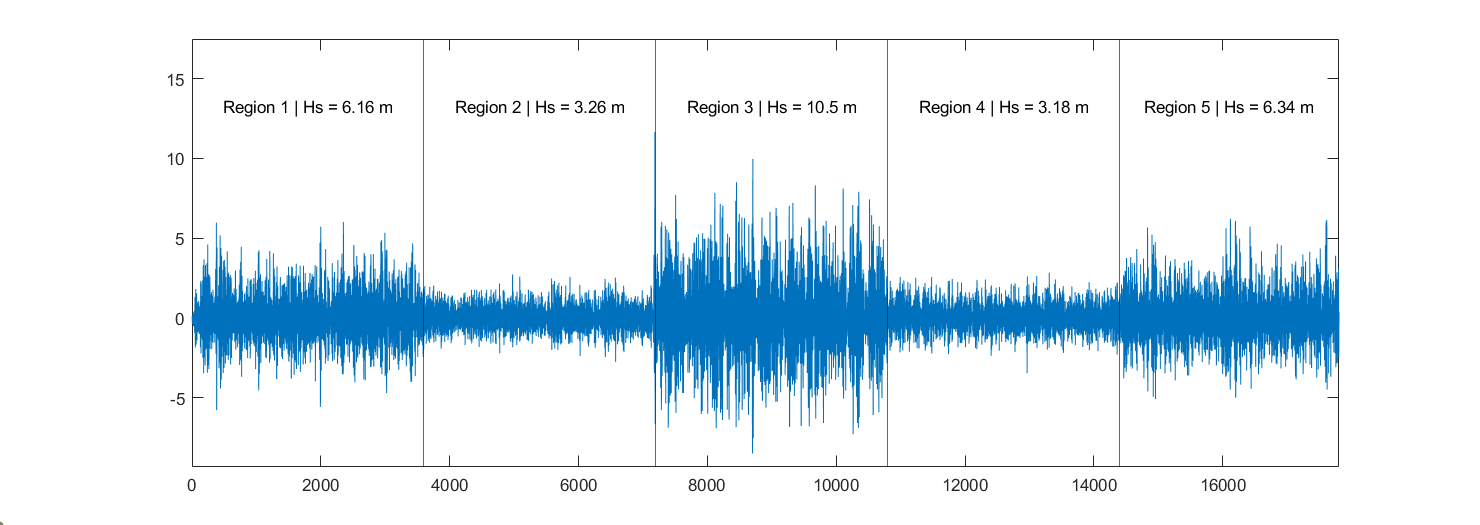 15
Region 1 | Hs = 6.16 m Region 2 | Hs = 3.26 m Region 3 | Hs = 10.5 m Region 4 | Hs = 3.18 m Region 5 | Hs = 6.34 m
10
5
0
-5
0 2000 4000 6000 8000 10000 12000 14000 16000